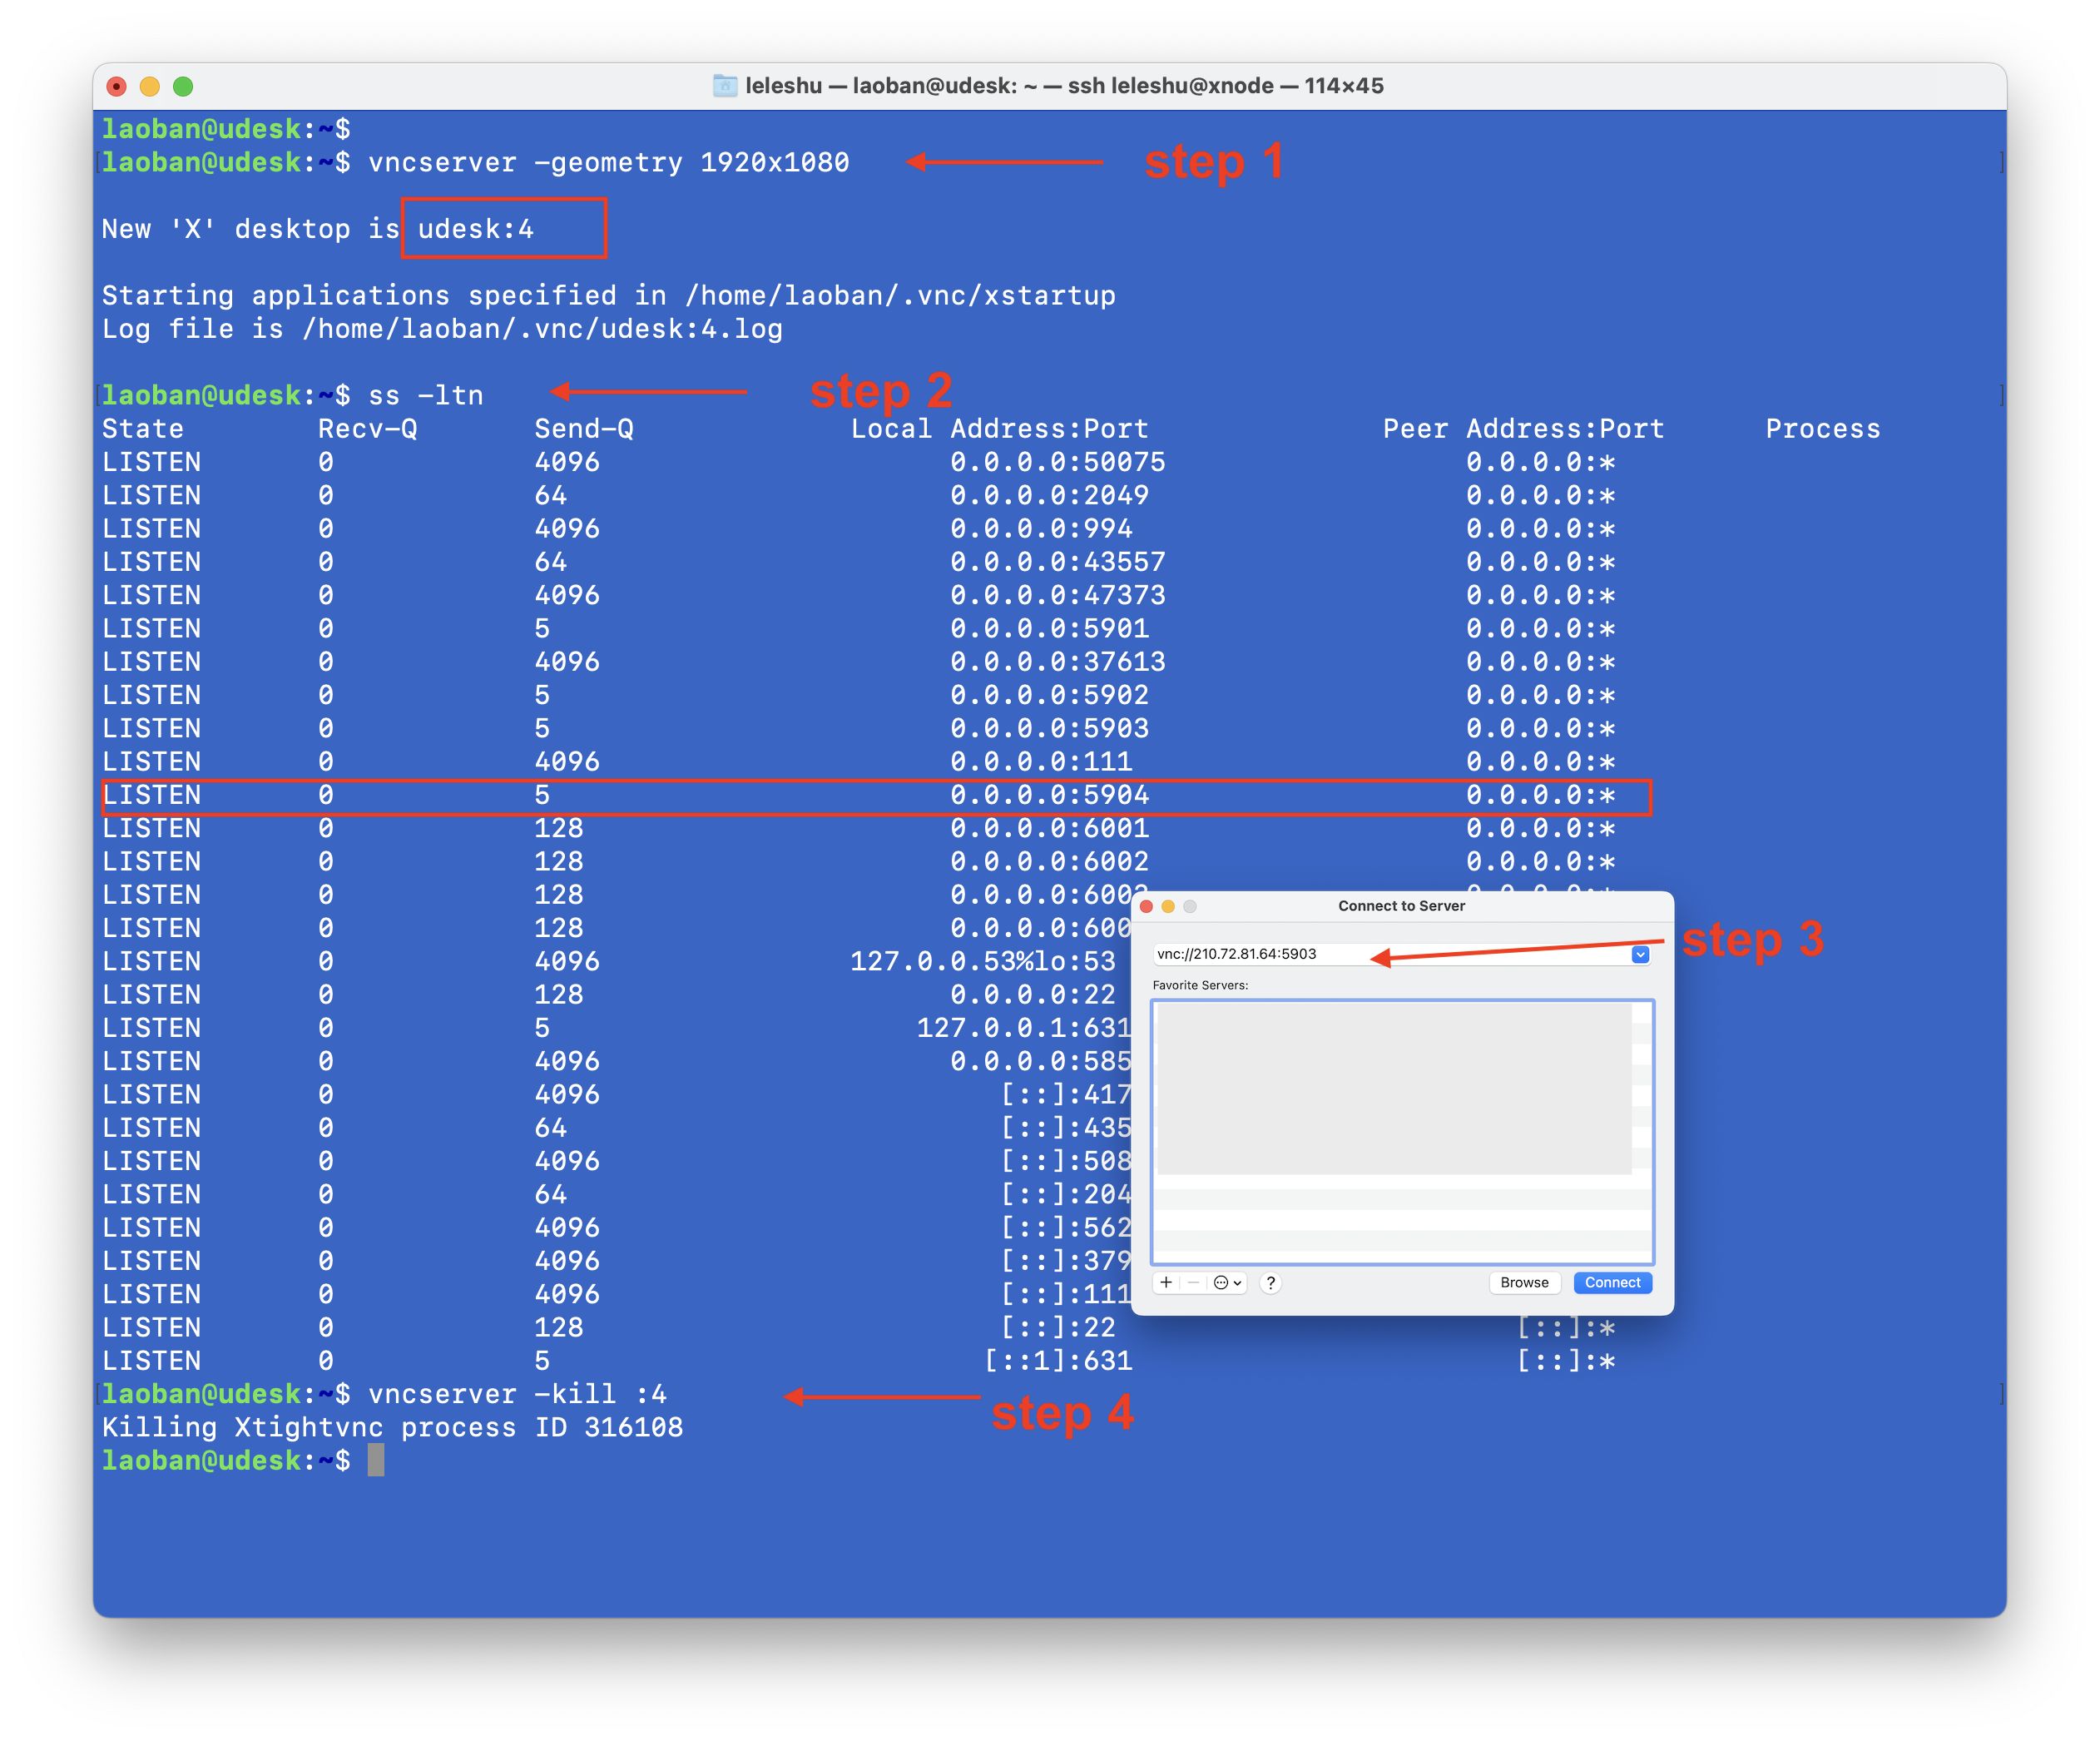 leleshu — laoban@udesk: ~ — ssh leleshu@xnode — 114×45
laoban@udesk:~$
laoban@udesk:~$ vncserver -geometry 1920x1080
step 1
New 'X' desktop is udesk:4
Starting applications specified in /home/laoban/.vnc/xstartup
Log file is /home/laoban/.vnc/udesk:4.log
laoban@udesk:~$ ss -ltn
step 2
State Recv-Q Send-Q Local Address:Port Peer Address:Port Process
LISTEN 0 4096 0.0.0.0:50075 0.0.0.0:*
LISTEN 0 64 0.0.0.0:2049 0.0.0.0:*
LISTEN 0 4096 0.0.0.0:994 0.0.0.0:*
LISTEN 0 64 0.0.0.0:43557 0.0.0.0:*
LISTEN 0 4096 0.0.0.0:47373 0.0.0.0:*
LISTEN 0 5 0.0.0.0:5901 0.0.0.0:*
LISTEN 0 4096 0.0.0.0:37613 0.0.0.0:*
LISTEN 0 5 0.0.0.0:5902 0.0.0.0:*
LISTEN 0 5 0.0.0.0:5903 0.0.0.0:*
LISTEN 0 4096 0.0.0.0:111 0.0.0.0:*
LISTEN 0 5 0.0.0.0:5904 0.0.0.0:*
LISTEN 0 128 0.0.0.0:6001 0.0.0.0:*
LISTEN 0 128 0.0.0.0:6002 0.0.0.0:*
LISTEN 0 128
LISTEN 0 128 0.0.0.0:600
LISTEN 0 4096 127.0.0.53%lo:53
LISTEN 0 128 0.0.0.0:22
LISTEN 0 5 127.0.0.1:631
LISTEN 0 4096 0.0.0.0:585
LISTEN 0 4096 [::]:417
LISTEN 0 64 [::]:435
LISTEN 0 4096 [::]:508
LISTEN 0 64 [::]:204
LISTEN 0 4096 [::]:562
LISTEN 0 4096 [::]:379
LISTEN 0 4096 [::]:111
LISTEN 0 128 [::]:22 [::]:*
LISTEN 0 5 [::1]:631 [::]:*
laoban@udesk:~$ vncserver -kill :4
step 4
Killing Xtightvnc process ID 316108
laoban@udesk:~$
Connect to Server
vnc://210.72.81.64:5903
step 3
Favorite Servers:
+ − ?
Browse
Connect